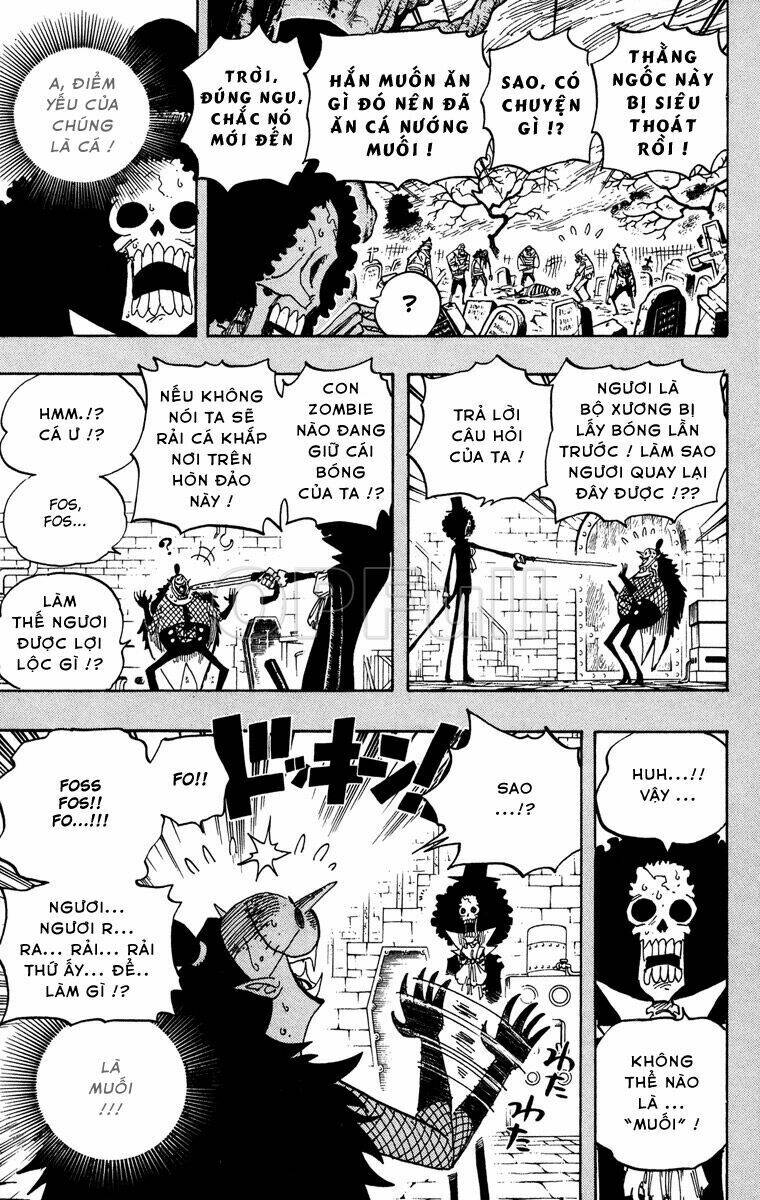 THẰNG
NGỐC NÀY
BỊ SIÊU
THOÁT
RỒI !
SAO, CÓ
CHUYỆN
GÌ !?
HẮN MUỐN ĂN
GÌ ĐÓ NÊN ĐÃ
ĂN CÁ NƯỚNG
MUỐI !
TRỜI,
ĐÚNG NGU,
CHẮC NÓ
MỚI ĐẾN
?
A, ĐIỂM
YẾU CỦA
CHÚNG
LÀ CÁ !
NGƯƠI LÀ
BỘ XƯƠNG BỊ
LẤY BÓNG LẦN
TRƯỚC ! LÀM SAO
NGƯƠI QUAY LẠI
ĐÂY ĐƯỢC !??
TRẢ LỜI
CÂU HỎI
CỦA TA !
CON
ZOMBIE
NÀO ĐANG
GIỮ CÁI
BÓNG
CỦA TA !?
NẾU KHÔNG
NÓI TA SẼ
RẢI CÁ KHẮP
NƠI TRÊN
HÒN ĐẢO
NÀY !
HMM.!?
CÁ Ư !?
FOS,
FOS...
LÀM
THẾ NGƯƠI
ĐƯỢC LỢI
LỘC GÌ !?
?
@OPFull
HUH...!!
VẬY ...
KHÔNG
THỂ NÀO
LÀ ...
"MUỐI" !
SAO
...!?
ドッキーン!
FO!!
FOSS
FOS!!
FO...!!!
NGƯƠI...
NGƯƠI R...
RA... RẢI... RẢI
THỨ ẤY... ĐỂ..
LÀM GÌ !?
わた
わた
LÀ
MUỐI
!!!